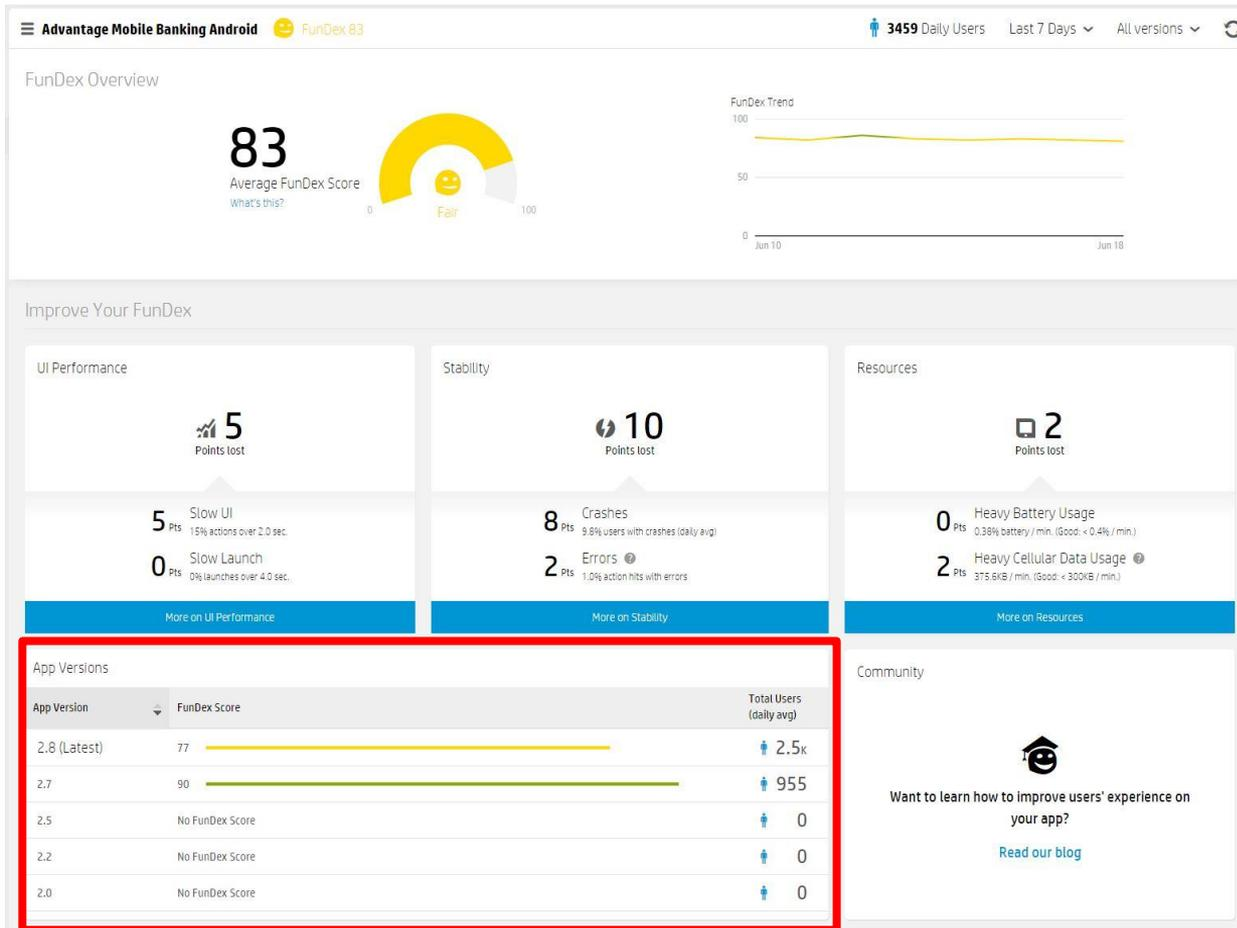 Advantage Mobile Banking Android FunDex 83 3459 Daily Users Last 7 Days All versions
FunDex Overview
83
Average FunDex Score
What's this?
0
Fair
100
FunDex Trend
100
50
0
Jun 10
Jun 18
Improve Your FunDex
UI Performance
5
Points lost
5 Pts Slow UI
15% actions over 2.0 sec.
0 Pts Slow Launch
0% launches over 4.0 sec.
More on UI Performance
Stability
10
Points lost
8 Pts Crashes
9.8% users with crashes (daily avg)
2 Pts Errors ?
1.0% action hits with errors
More on Stability
Resources
2
Points lost
0 Pts Heavy Battery Usage
0.38% battery / min. (Good: < 0.4% / min.)
2 Pts Heavy Cellular Data Usage ?
375.6KB / min. (Good: < 300KB / min.)
More on Resources
App Versions
App Version FunDex Score Total Users
(daily avg)
2.8 (Latest) 77 2.5K
2.7 90 955
2.5 No FunDex Score 0
2.2 No FunDex Score 0
2.0 No FunDex Score 0
Community
Want to learn how to improve users' experience on
your app?
Read our blog